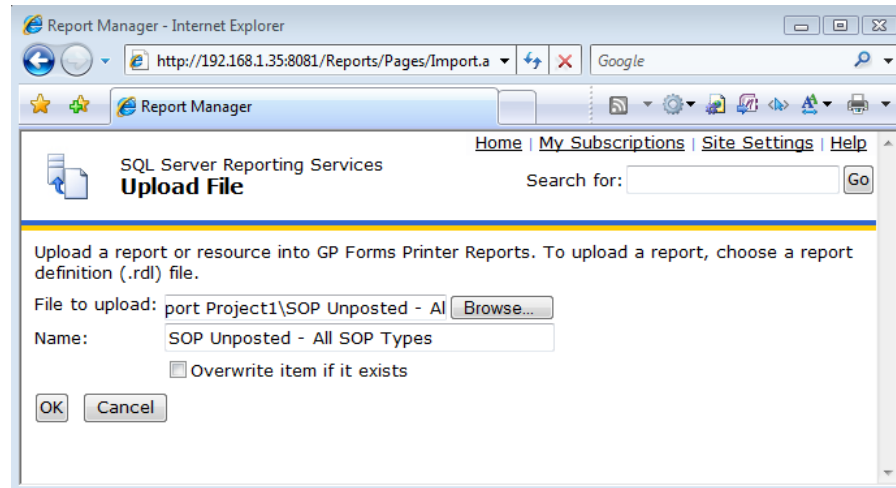 Report Manager - Internet Explorer
http://192.168.1.35:8081/Reports/Pages/Import.a
Google
Report Manager
Home | My Subscriptions | Site Settings | Help
SQL Server Reporting Services
Upload File
Search for:
Go
Upload a report or resource into GP Forms Printer Reports. To upload a report, choose a report
definition (.rdl) file.
File to upload: port Project1\SOP Unposted - Al Browse...
Name: SOP Unposted - All SOP Types
Overwrite item if it exists
OK Cancel